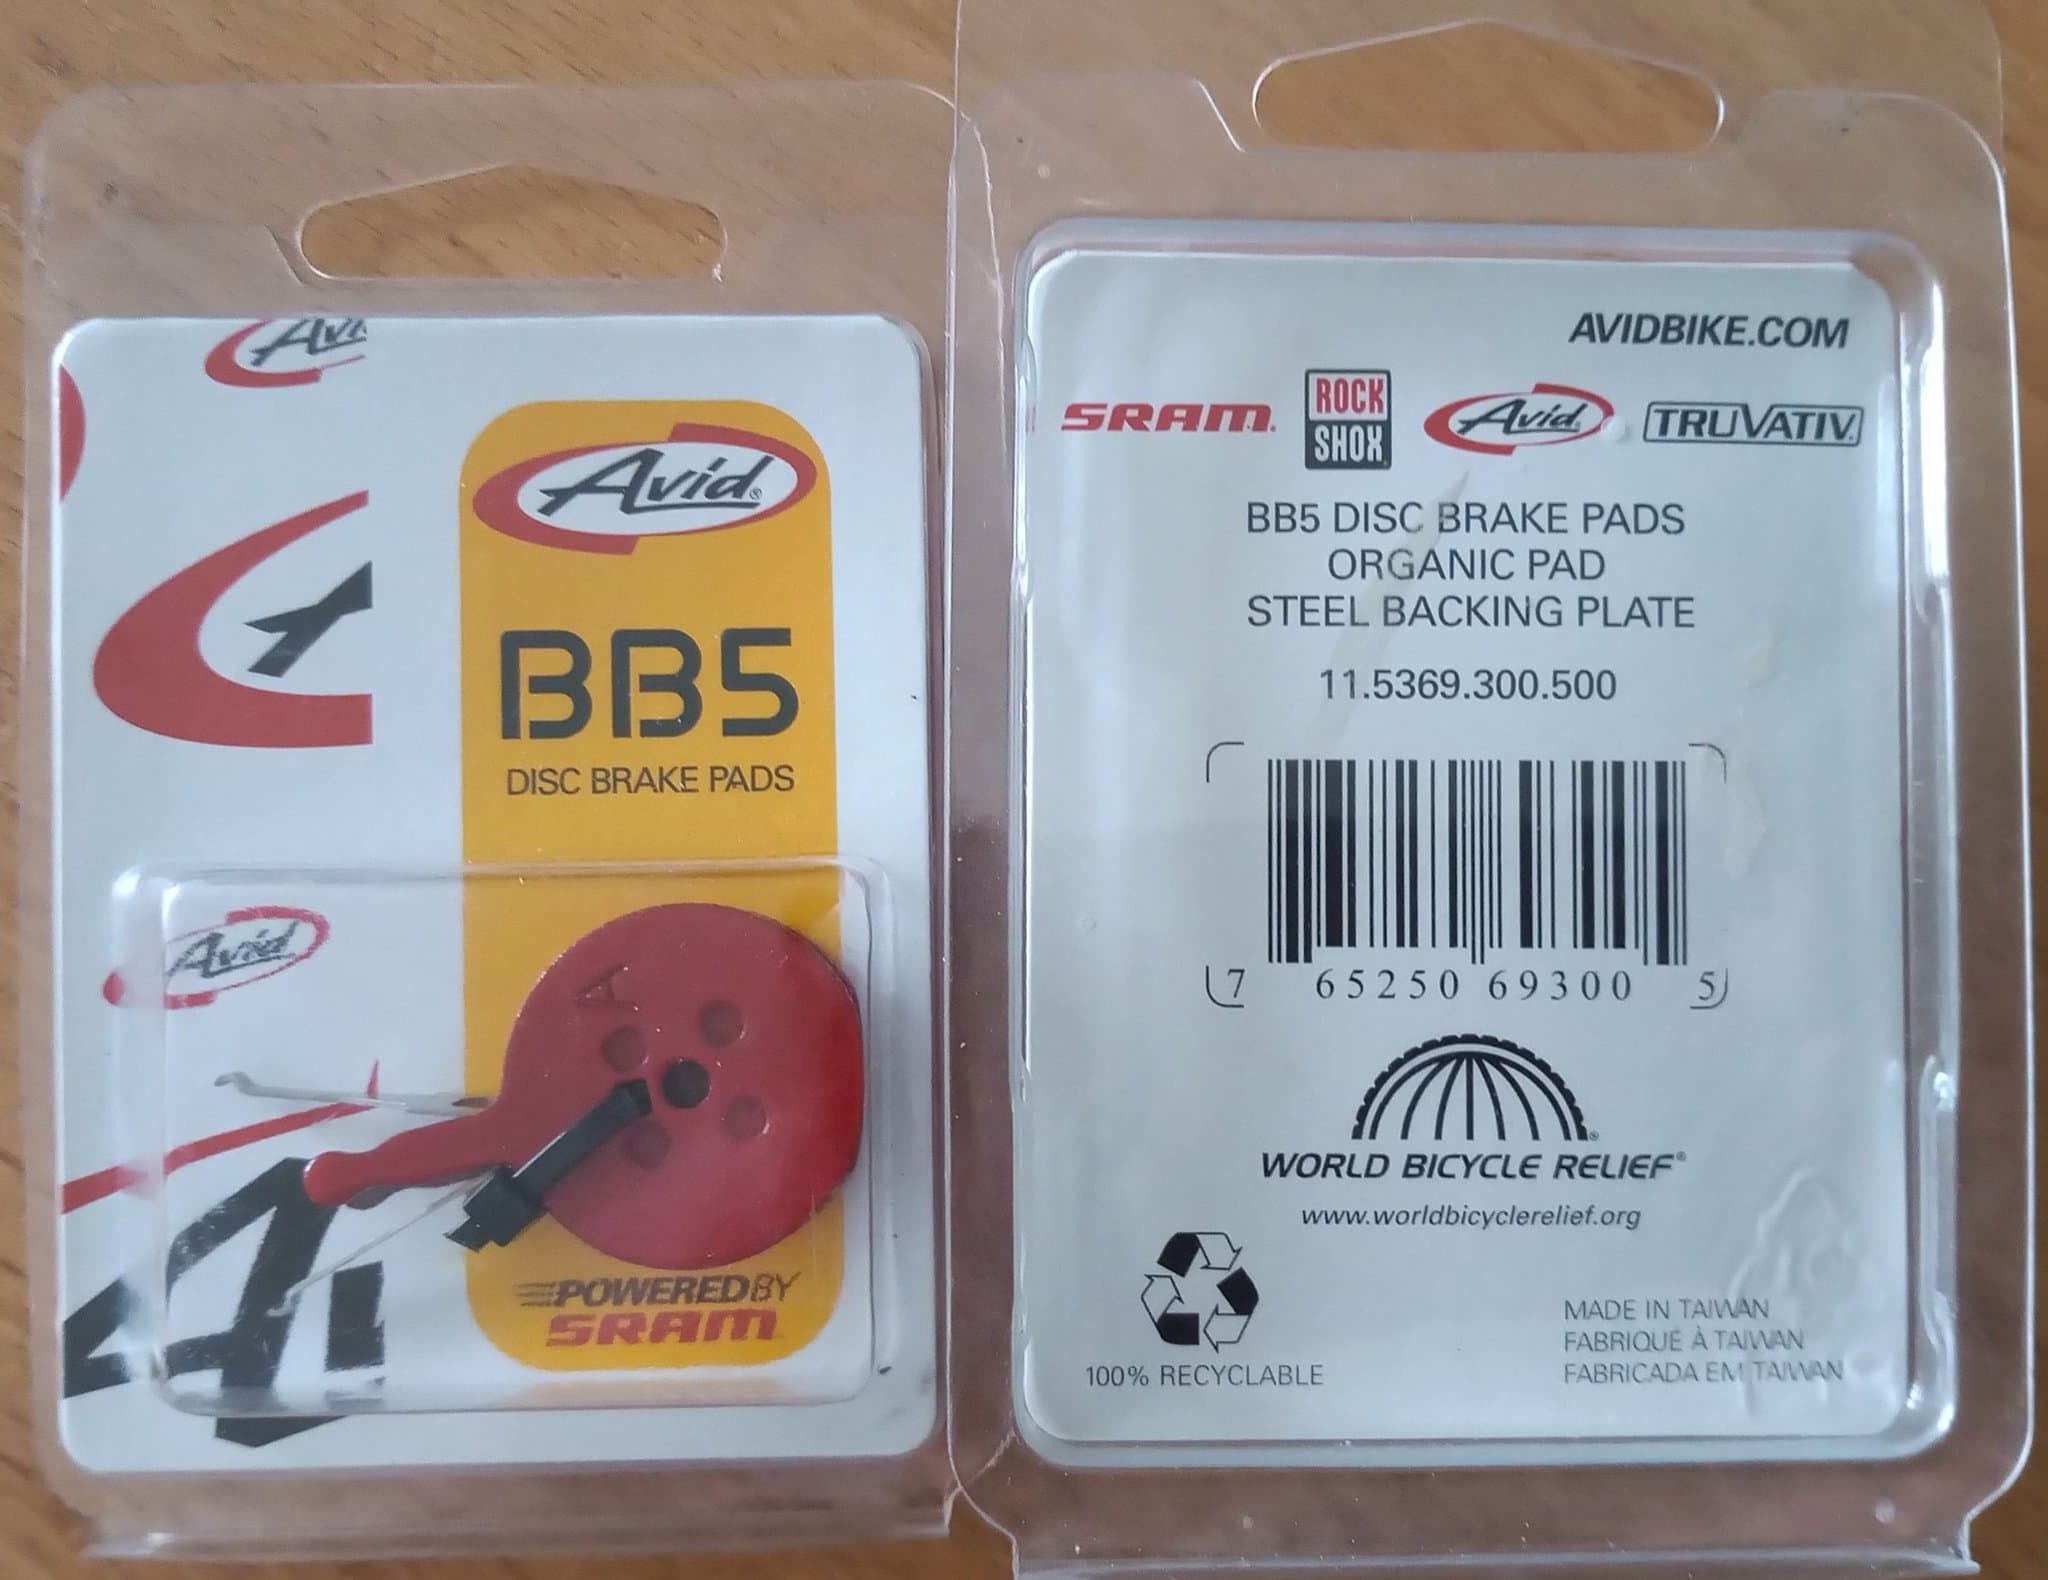 Avid
Avid®
BB5
DISC BRAKE PADS
Avid
POWERED BY
SRAM
AVIDBIKE.COM
SRAM. ROCK SHOX Avid TRUVATIV
BB5 DISC BRAKE PADS
ORGANIC PAD
STEEL BACKING PLATE
11.5369.300.500
7 65250 69300 5
WORLD BICYCLE RELIEF®
www.worldbicyclerelief.org
100% RECYCLABLE
MADE IN TAIWAN
FABRIQUÉ À TAIWAN
FABRICADA EM TAIWAN